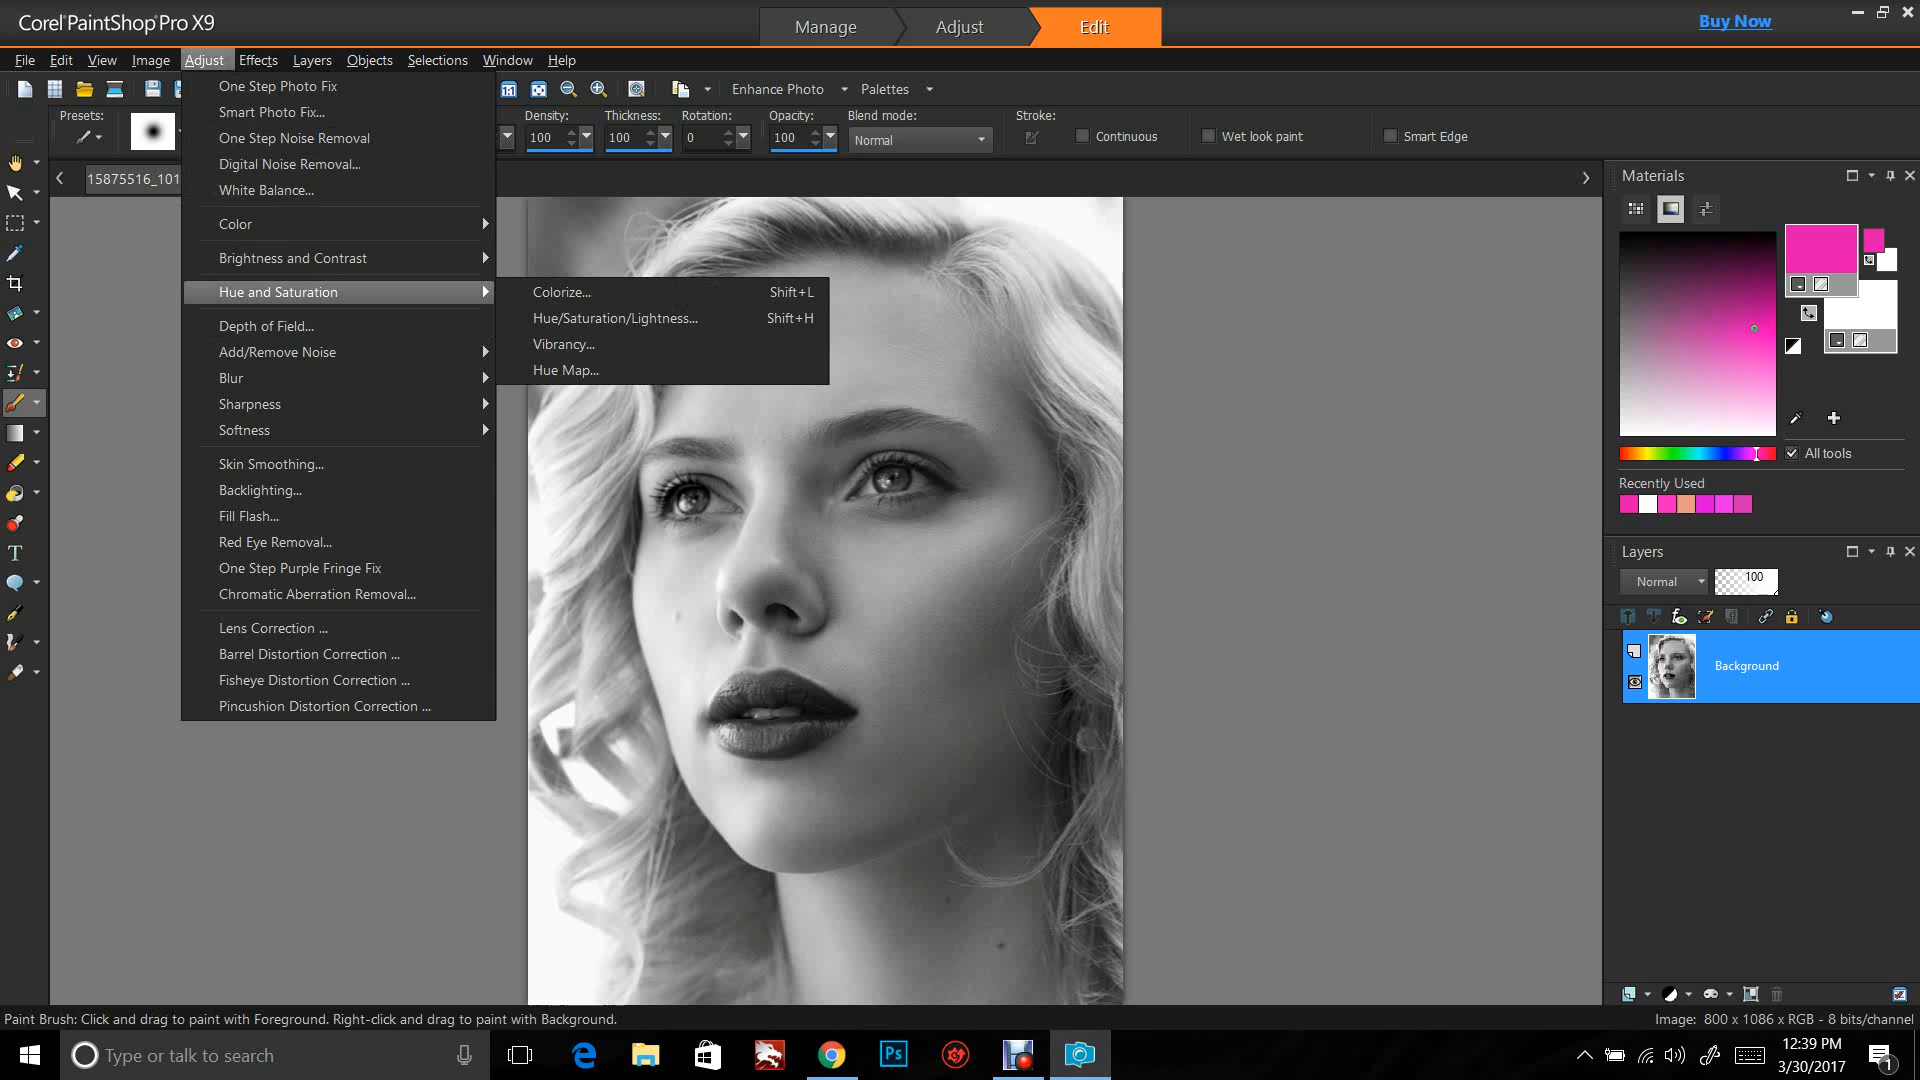 Corel PaintShop Pro X9
Manage
Adjust
Edit
Buy Now
File Edit View Image Adjust Effects Layers Objects Selections Window Help
Enhance Photo
Palettes
Presets:
Density:
Thickness:
Rotation:
Opacity:
Blend mode:
Stroke:
100
100
0
100
Normal
Continuous
Wet look paint
Smart Edge
15875516_101
One Step Photo Fix
Smart Photo Fix...
One Step Noise Removal
Digital Noise Removal...
White Balance...
Color
Brightness and Contrast
Hue and Saturation
Depth of Field...
Add/Remove Noise
Blur
Sharpness
Softness
Skin Smoothing...
Backlighting...
Fill Flash...
Red Eye Removal...
One Step Purple Fringe Fix
Chromatic Aberration Removal...
Lens Correction ...
Barrel Distortion Correction ...
Fisheye Distortion Correction ...
Pincushion Distortion Correction ...
Colorize... Shift+L
Hue/Saturation/Lightness... Shift+H
Vibrancy...
Hue Map...
Materials
All tools
Recently Used
Layers
Normal
100
Background
Paint Brush: Click and drag to paint with Foreground. Right-click and drag to paint with Background.
Image: 800 x 1086 x RGB - 8 bits/channel
Type or talk to search
Ps
12:39 PM
3/30/2017
1